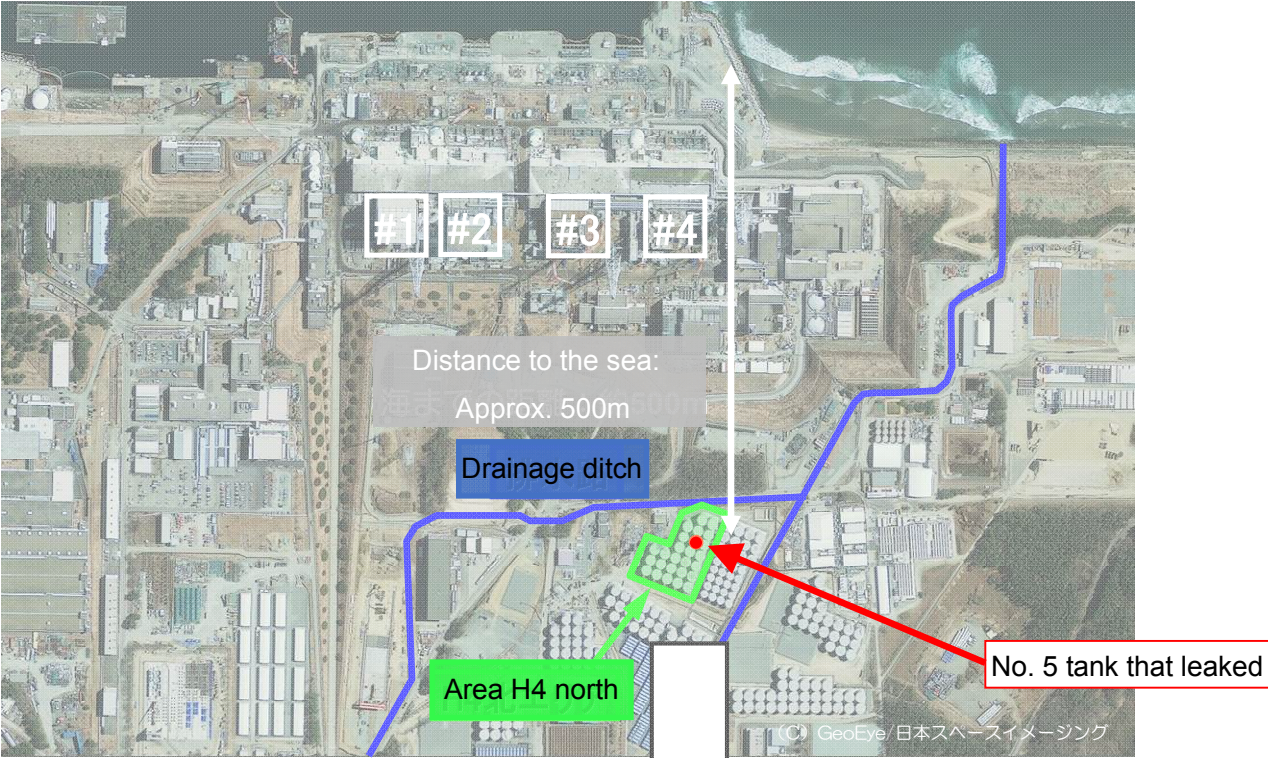 #1 #2 #3 #4
Distance to the sea:
Approx. 500m
Drainage ditch
No. 5 tank that leaked
Area H4 north
(C) GeoEye/日本スペースイメージング